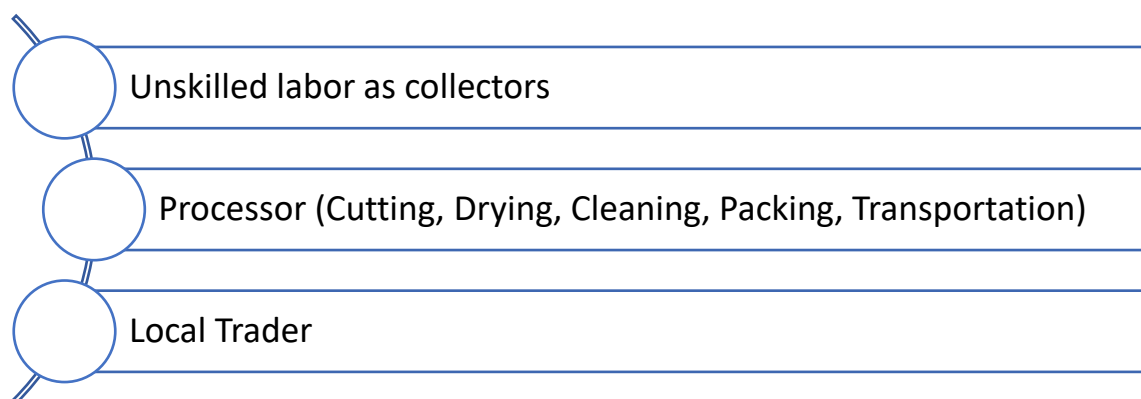 Unskilled labor as collectors
Processor (Cutting, Drying, Cleaning, Packing, Transportation)
Local Trader